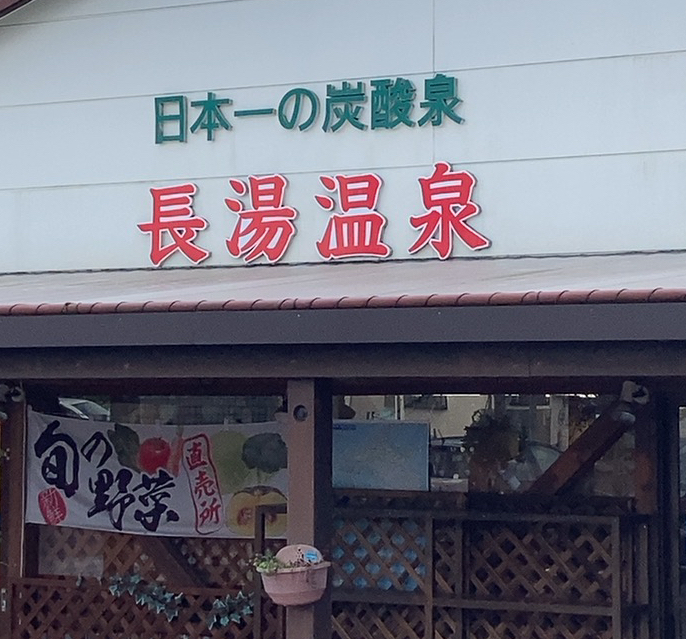 日本一の炭酸泉
長湯温泉
旬の野菜
直売所